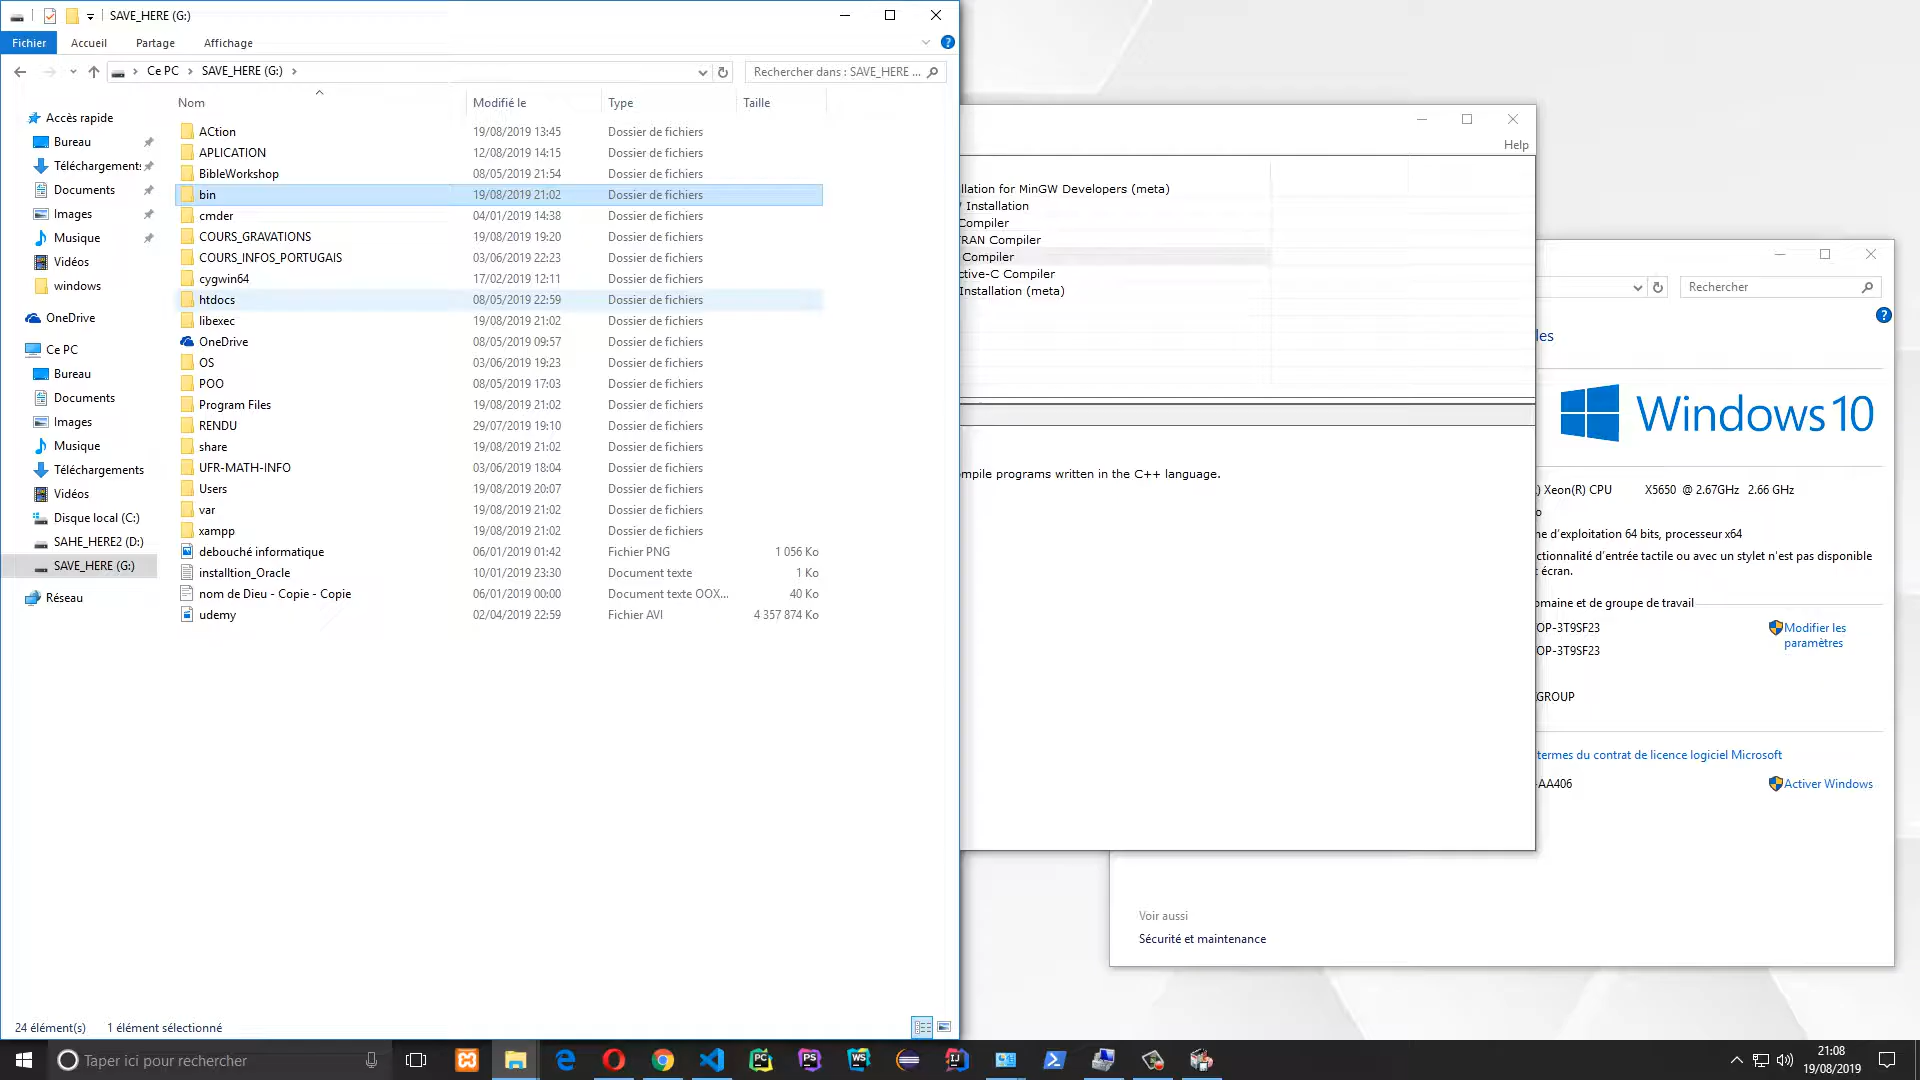 SAVE_HERE (G:)
Fichier Accueil Partage Affichage
Ce PC SAVE_HERE (G:) Rechercher dans : SAVE_HERE ...
Nom Modifié le Type Taille
Accès rapide
Bureau
Téléchargement:
Documents
Images
Musique
Vidéos
windows
OneDrive
Ce PC
Bureau
Documents
Images
Musique
Téléchargements
Vidéos
Disque local (C:)
SAHE_HERE2 (D:)
SAVE_HERE (G:)
Réseau
ACtion 19/08/2019 13:45 Dossier de fichiers
APLICATION 12/08/2019 14:15 Dossier de fichiers
BibleWorkshop 08/05/2019 21:54 Dossier de fichiers
bin 19/08/2019 21:02 Dossier de fichiers
cmder 04/01/2019 14:38 Dossier de fichiers
COURS_GRAVATIONS 19/08/2019 19:20 Dossier de fichiers
COURS_INFOS_PORTUGAIS 03/06/2019 22:23 Dossier de fichiers
cygwin64 17/02/2019 12:11 Dossier de fichiers
htdocs 08/05/2019 22:59 Dossier de fichiers
libexec 19/08/2019 21:02 Dossier de fichiers
OneDrive 08/05/2019 09:57 Dossier de fichiers
OS 03/06/2019 19:23 Dossier de fichiers
POO 08/05/2019 17:03 Dossier de fichiers
Program Files 19/08/2019 21:02 Dossier de fichiers
RENDU 29/07/2019 19:10 Dossier de fichiers
share 19/08/2019 21:02 Dossier de fichiers
UFR-MATH-INFO 03/06/2019 18:04 Dossier de fichiers
Users 19/08/2019 20:07 Dossier de fichiers
var 19/08/2019 21:02 Dossier de fichiers
xampp 19/08/2019 21:02 Dossier de fichiers
debouché informatique 06/01/2019 01:42 Fichier PNG 1 056 Ko
installtion_Oracle 10/01/2019 23:30 Document texte 1 Ko
nom de Dieu - Copie - Copie 06/01/2019 00:00 Document texte OOX... 40 Ko
udemy 02/04/2019 22:59 Fichier AVI 4 357 874 Ko
24 élément(s) 1 élément sélectionné
Help
llation for MinGW Developers (meta)
Installation
Compiler
RAN Compiler
Compiler
ctive-C Compiler
Installation (meta)
ompile programs written in the C++ language.
Rechercher
les
Windows 10
) Xeon(R) CPU X5650 @ 2.67GHz 2.66 GHz
o
ne d'exploitation 64 bits, processeur x64
ctionnalité d'entrée tactile ou avec un stylet n'est pas disponible
écran.
omaine et de groupe de travail
OP-3T9SF23
OP-3T9SF23
GROUP
Modifier les
paramètres
termes du contrat de licence logiciel Microsoft
-AA406
Activer Windows
Voir aussi
Sécurité et maintenance
Taper ici pour rechercher
PC
PS
WS
IJ
21:08
19/08/2019